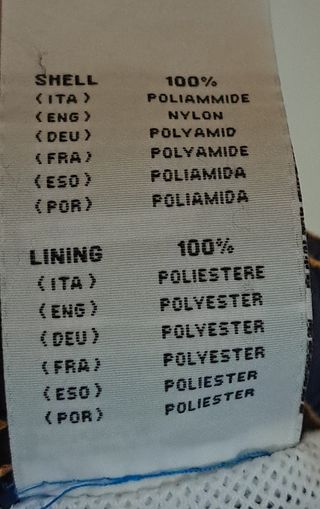 SHELL 100%
(ITA) POLIAMMIDE
(ENG) NYLON
(DEU) POLYAMID
(FRA) POLYAMIDE
(ESO) POLIAMIDA
(POR) POLIAMIDA
LINING 100%
(ITA) POLIESTERE
(ENG) POLYESTER
(DEU) POLYESTER
(FRA) POLYESTER
(ESO) POLIESTER
(POR) POLIESTER